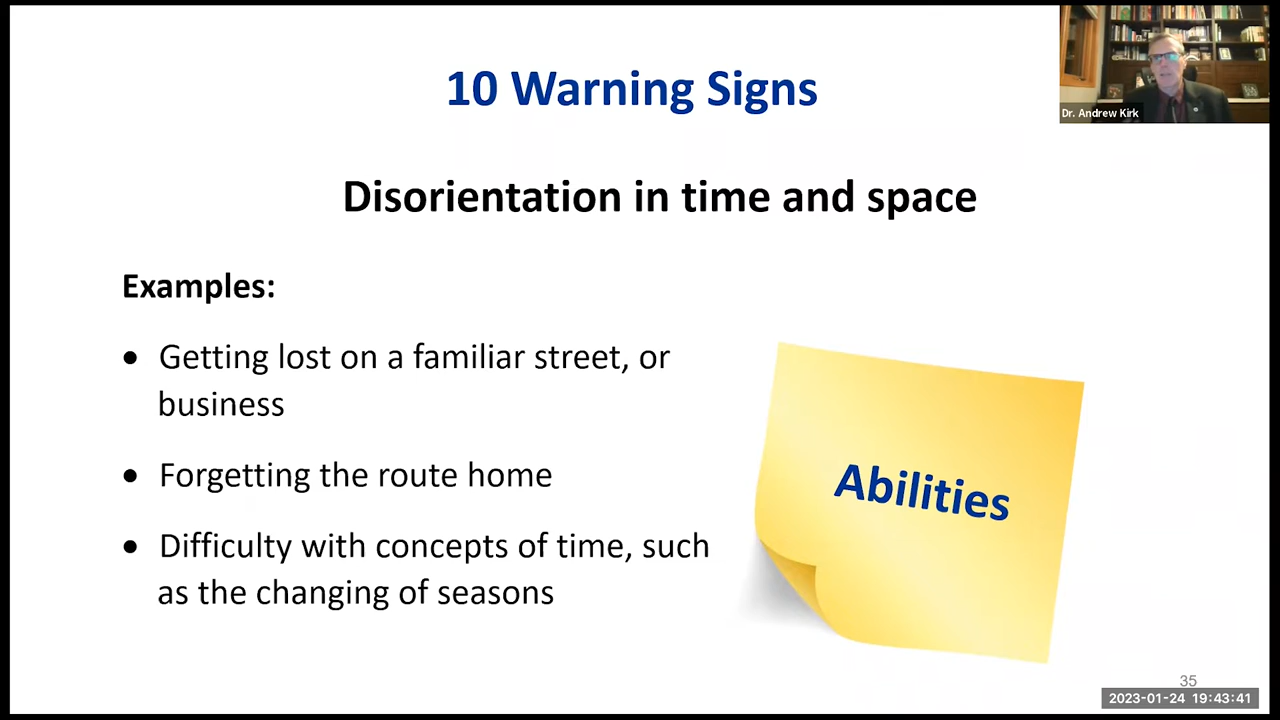 10 Warning Signs
Dr. Andrew Kirk
Disorientation in time and space
Examples:
• Getting lost on a familiar street, or
business
• Forgetting the route home
• Difficulty with concepts of time, such
as the changing of seasons
Abilities
35
2023-01-24 19:43:41